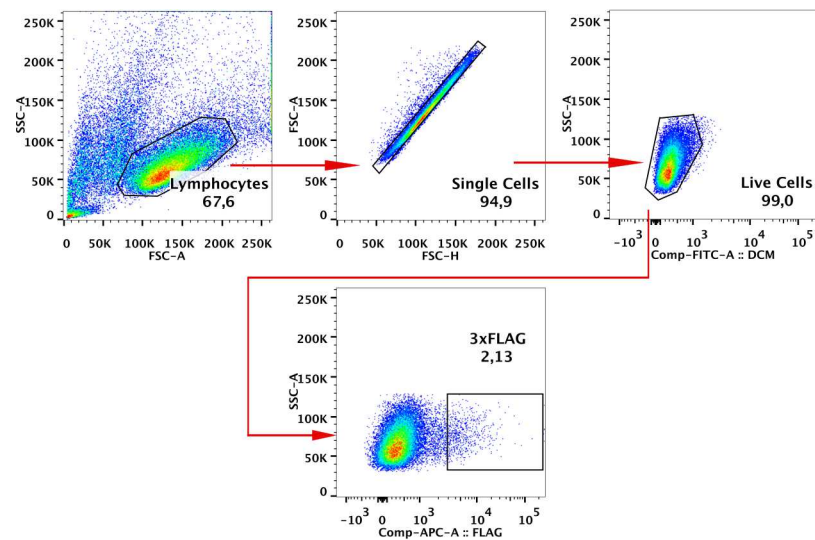 250K
200K
150K
100K
50K
0
SSC-A
Lymphocytes
67,6
0 50K 100K 150K 200K 250K
FSC-A
250K
200K
150K
100K
50K
0
FSC-A
Single Cells
94,9
0 50K 100K 150K 200K 250K
FSC-H
250K
200K
150K
100K
50K
0
SSC-A
Live Cells
99,0
-10³ 0 10³ 10⁴ 10⁵
Comp-FITC-A :: DCM
250K
200K
150K
100K
50K
0
SSC-A
3xFLAG
2,13
-10³ 0 10³ 10⁴ 10⁵
Comp-APC-A :: FLAG